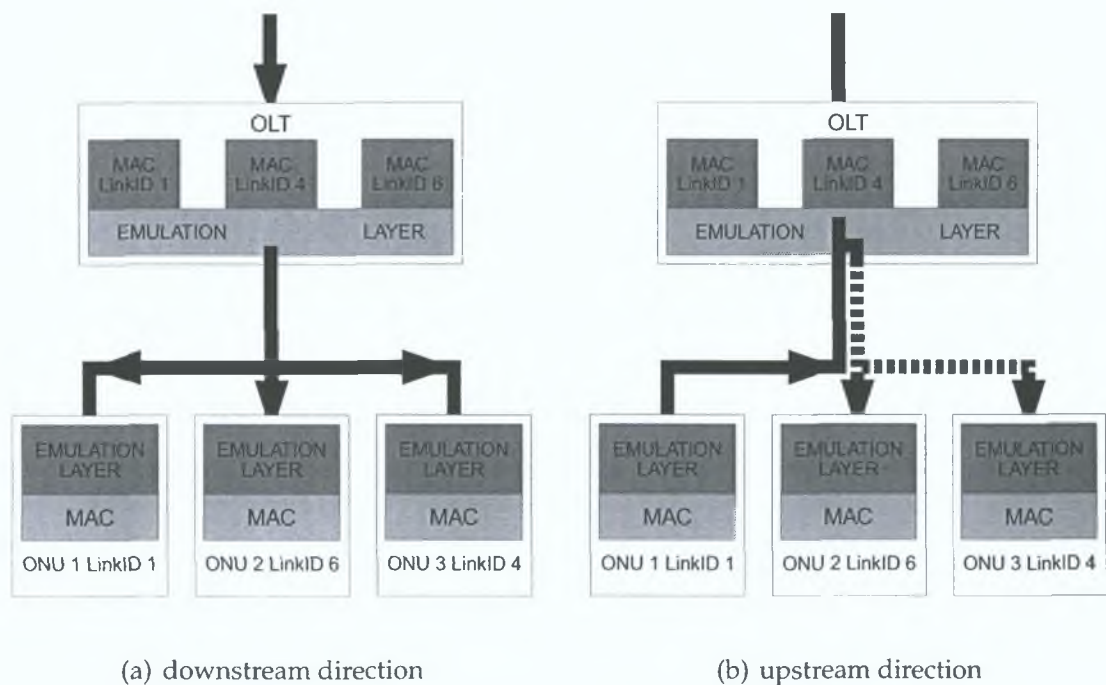 OLT
MAC
LinkID 1
MAC
LinkID 4
MAC
LinkID 6
EMULATION
LAYER
EMULATION
LAYER
MAC
ONU 1 LinkID 1
EMULATION
LAYER
MAC
ONU 2 LinkID 6
EMULATION
LAYER
MAC
ONU 3 LinkID 4
(a) downstream direction
OLT
MAC
LinkID 1
MAC
LinkID 4
MAC
LinkID 6
EMULATION
LAYER
EMULATION
LAYER
MAC
ONU 1 LinkID 1
EMULATION
LAYER
MAC
ONU 2 LinkID 6
EMULATION
LAYER
MAC
ONU 3 LinkID 4
(b) upstream direction